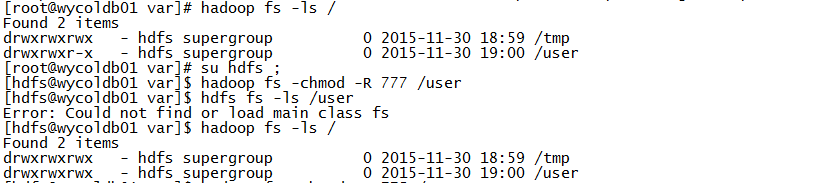 [root@wycoldb01 var]# hadoop fs -ls /
Found 2 items
drwxrwxrwx   - hdfs supergroup          0 2015-11-30 18:59 /tmp
drwxrwxr-x   - hdfs supergroup          0 2015-11-30 19:00 /user
[root@wycoldb01 var]# su hdfs ;
[hdfs@wycoldb01 var]$ hadoop fs -chmod -R 777 /user
[hdfs@wycoldb01 var]$ hdfs fs -ls /user
Error: Could not find or load main class fs
[hdfs@wycoldb01 var]$ hadoop fs -ls /
Found 2 items
drwxrwxrwx   - hdfs supergroup          0 2015-11-30 18:59 /tmp
drwxrwxrwx   - hdfs supergroup          0 2015-11-30 19:00 /user